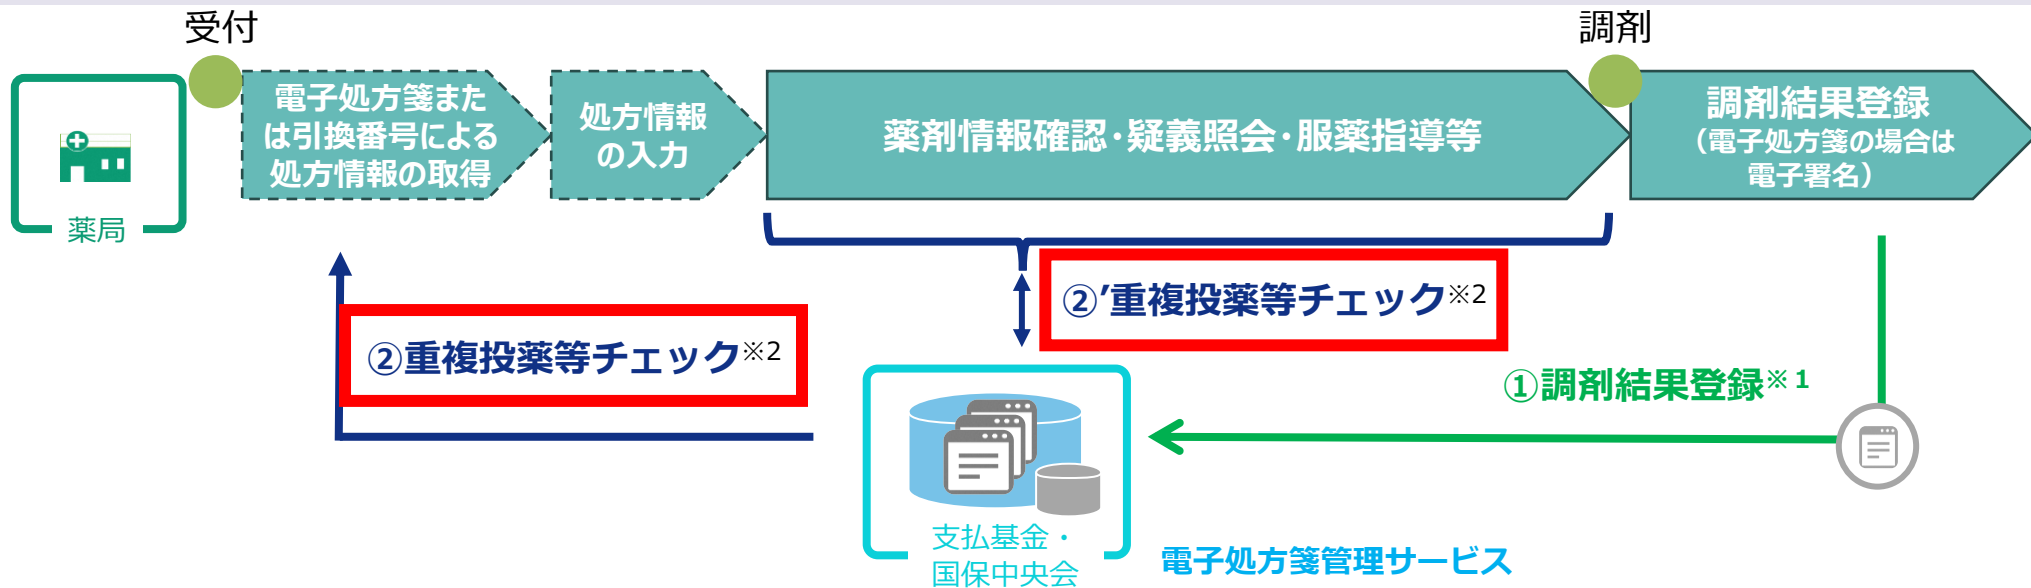 受付
調剤
電子処方箋また
は引換番号による
処方情報の取得
処方情報
の入力
薬剤情報確認・疑義照会・服薬指導等
調剤結果登録
（電子処方箋の場合は
電子署名）
薬局
②’重複投薬等チェック※2
②重複投薬等チェック※2
①調剤結果登録※1
支払基金・
国保中央会
電子処方箋管理サービス